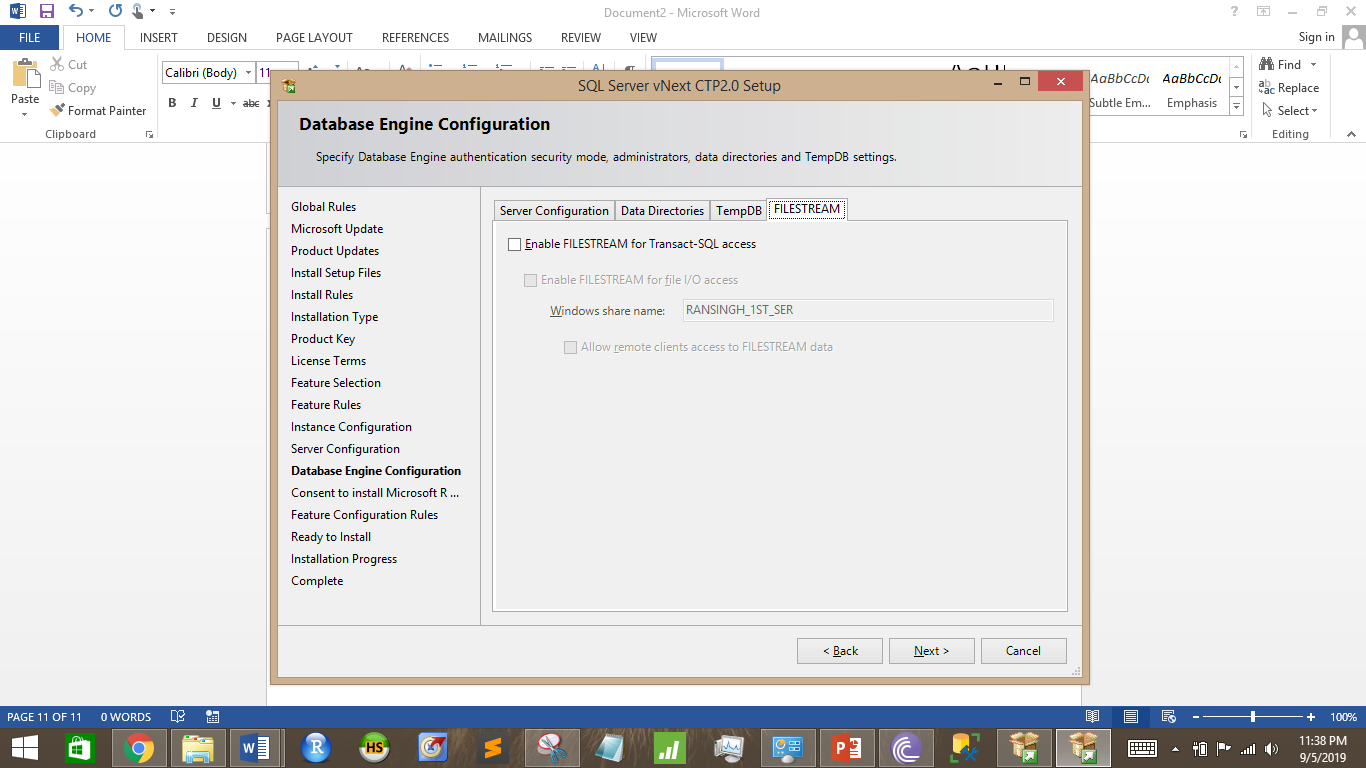 Document2 - Microsoft Word
FILE HOME INSERT DESIGN PAGE LAYOUT REFERENCES MAILINGS REVIEW VIEW Sign in
Paste
Cut
Copy
Format Painter
Clipboard
Calibri (Body) 11
B I U abc
AaBbCcDc AaBbCcDc
Subtle Em... Emphasis
Find
Replace
Select
Editing
SQL Server vNext CTP2.0 Setup
Database Engine Configuration
Specify Database Engine authentication security mode, administrators, data directories and TempDB settings.
Global Rules
Microsoft Update
Product Updates
Install Setup Files
Install Rules
Installation Type
Product Key
License Terms
Feature Selection
Feature Rules
Instance Configuration
Server Configuration
Database Engine Configuration
Consent to install Microsoft R ...
Feature Configuration Rules
Ready to Install
Installation Progress
Complete
Server Configuration Data Directories TempDB FILESTREAM
Enable FILESTREAM for Transact-SQL access
Enable FILESTREAM for file I/O access
Windows share name: RANSINGH_1ST_SER
Allow remote clients access to FILESTREAM data
< Back Next > Cancel
PAGE 11 OF 11 0 WORDS 100%
R HS S
11:38 PM
9/5/2019